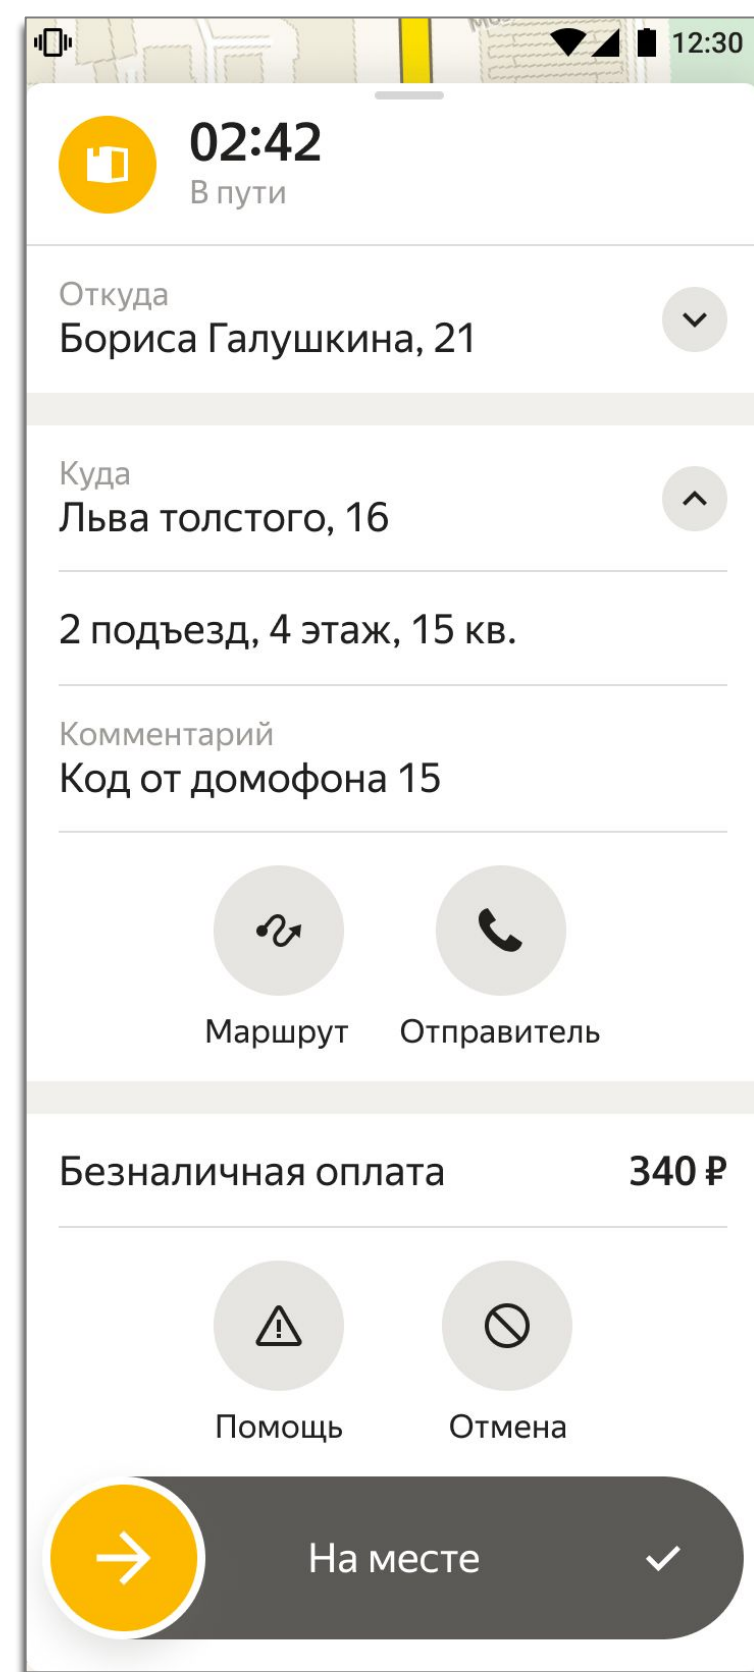 12:30
02:42
В пути
Откуда
Бориса Галушкина, 21
Куда
Льва толстого, 16
2 подъезд, 4 этаж, 15 кв.
Комментарий
Код от домофона 15
Маршрут Отправитель
Безналичная оплата 340 ₽
Помощь Отмена
На месте